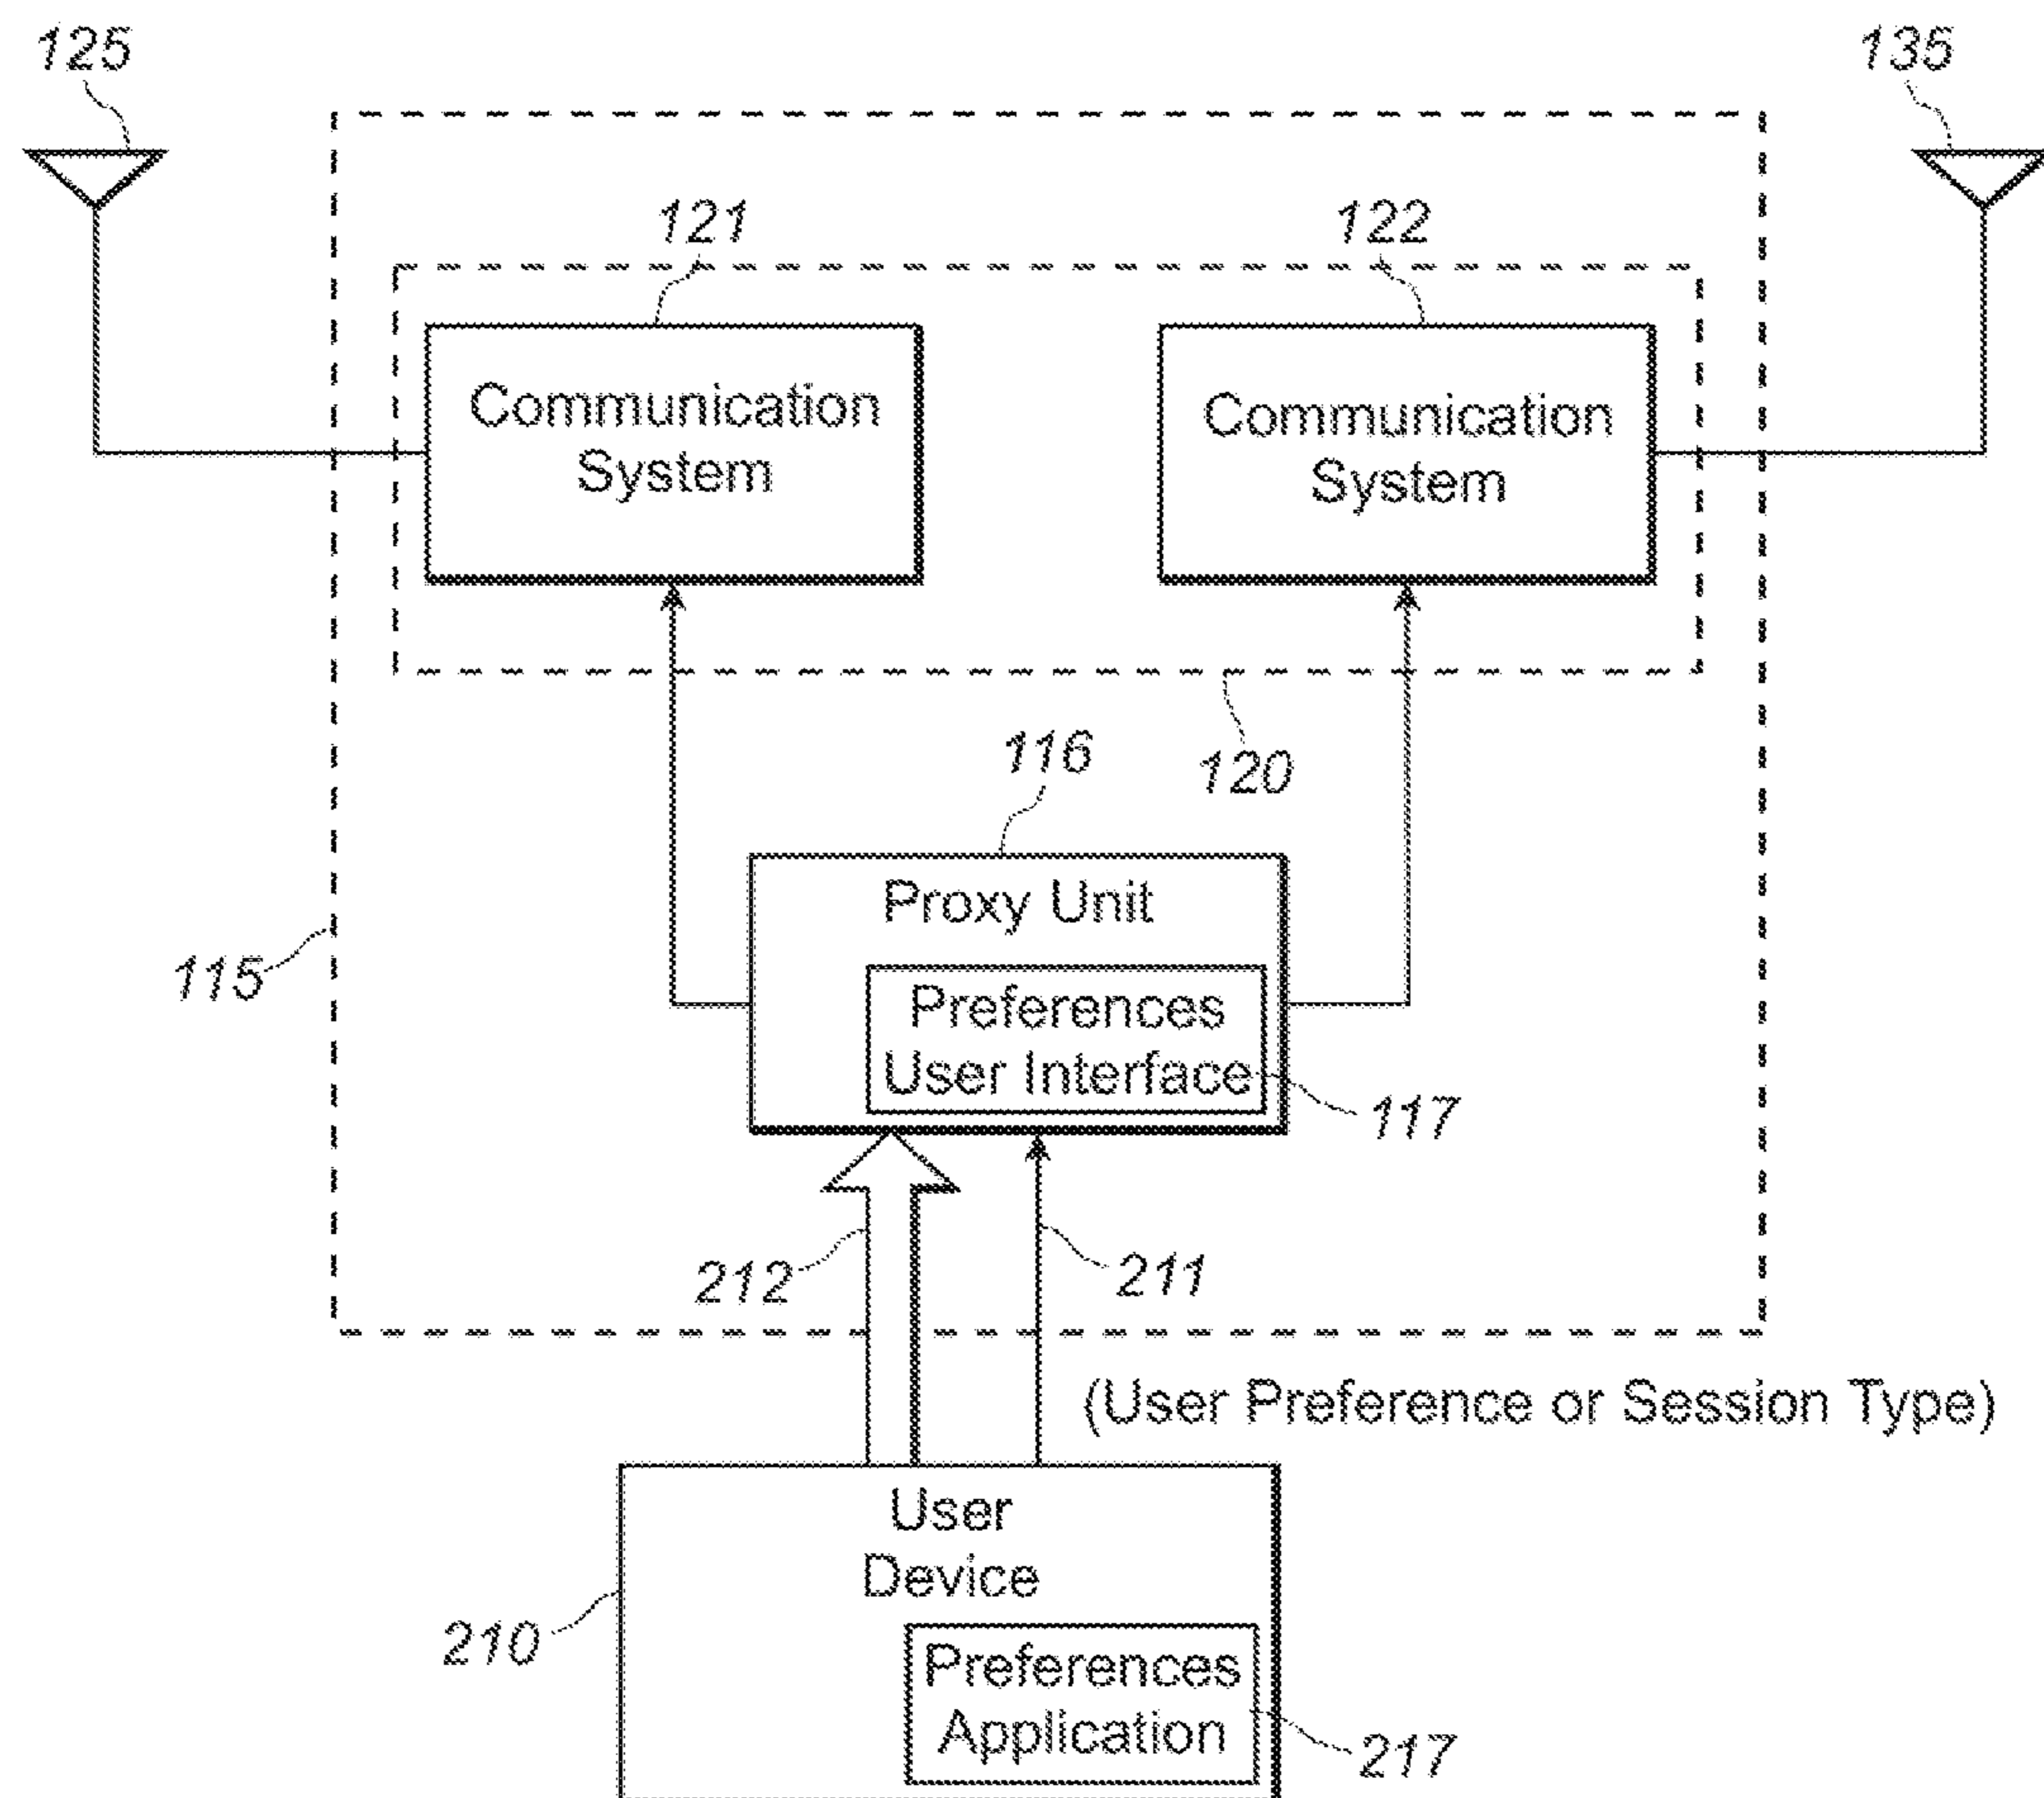 125
135
121
122
Communication
System
Communication
System
120
116
Proxy Unit
115
Preferences
User Interface
117
212
211
(User Preference or Session Type)
User
Device
210
Preferences
Application
217